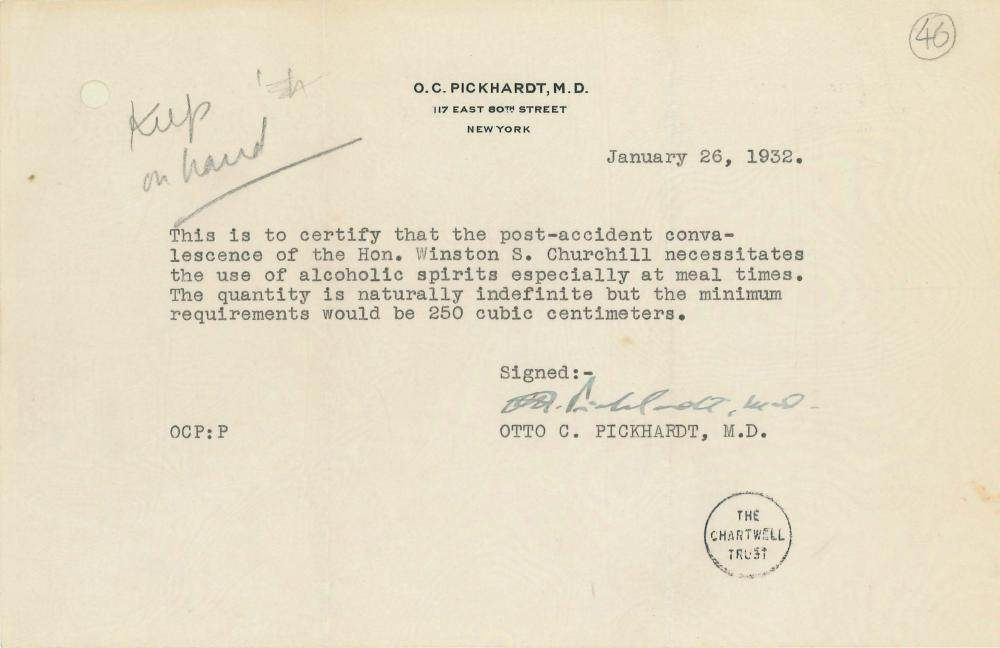 46
O. C. PICKHARDT, M. D.
117 EAST 80TH STREET
NEW YORK
Keep
on hand
January 26, 1932.
This is to certify that the post-accident conva-
lescence of the Hon. Winston S. Churchill necessitates
the use of alcoholic spirits especially at meal times.
The quantity is naturally indefinite but the minimum
requirements would be 250 cubic centimeters.
Signed:-
OCP:P
OTTO C. PICKHARDT, M.D.
THE
CHARTWELL
TRUST